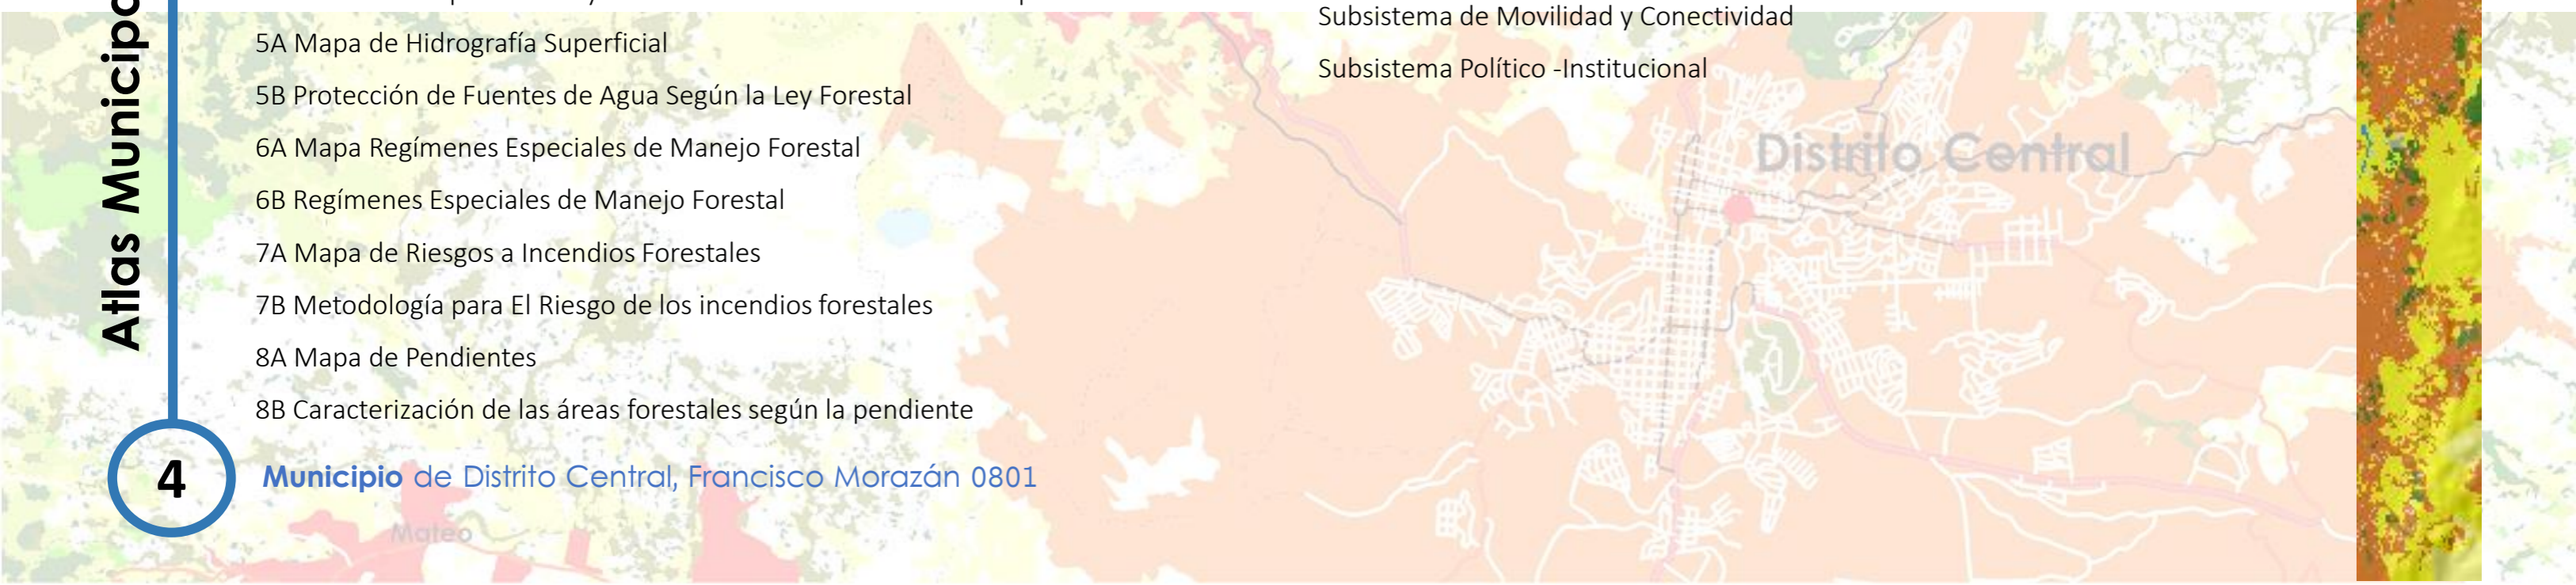 Atlas Municipa
5A Mapa de Hidrografía Superficial
5B Protección de Fuentes de Agua Según la Ley Forestal
6A Mapa Regímenes Especiales de Manejo Forestal
6B Regímenes Especiales de Manejo Forestal
7A Mapa de Riesgos a Incendios Forestales
7B Metodología para El Riesgo de los incendios forestales
8A Mapa de Pendientes
8B Caracterización de las áreas forestales según la pendiente
Subsistema de Movilidad y Conectividad
Subsistema Político -Institucional
Distrito Central
4
Municipio de Distrito Central, Francisco Morazán 0801
Mateo